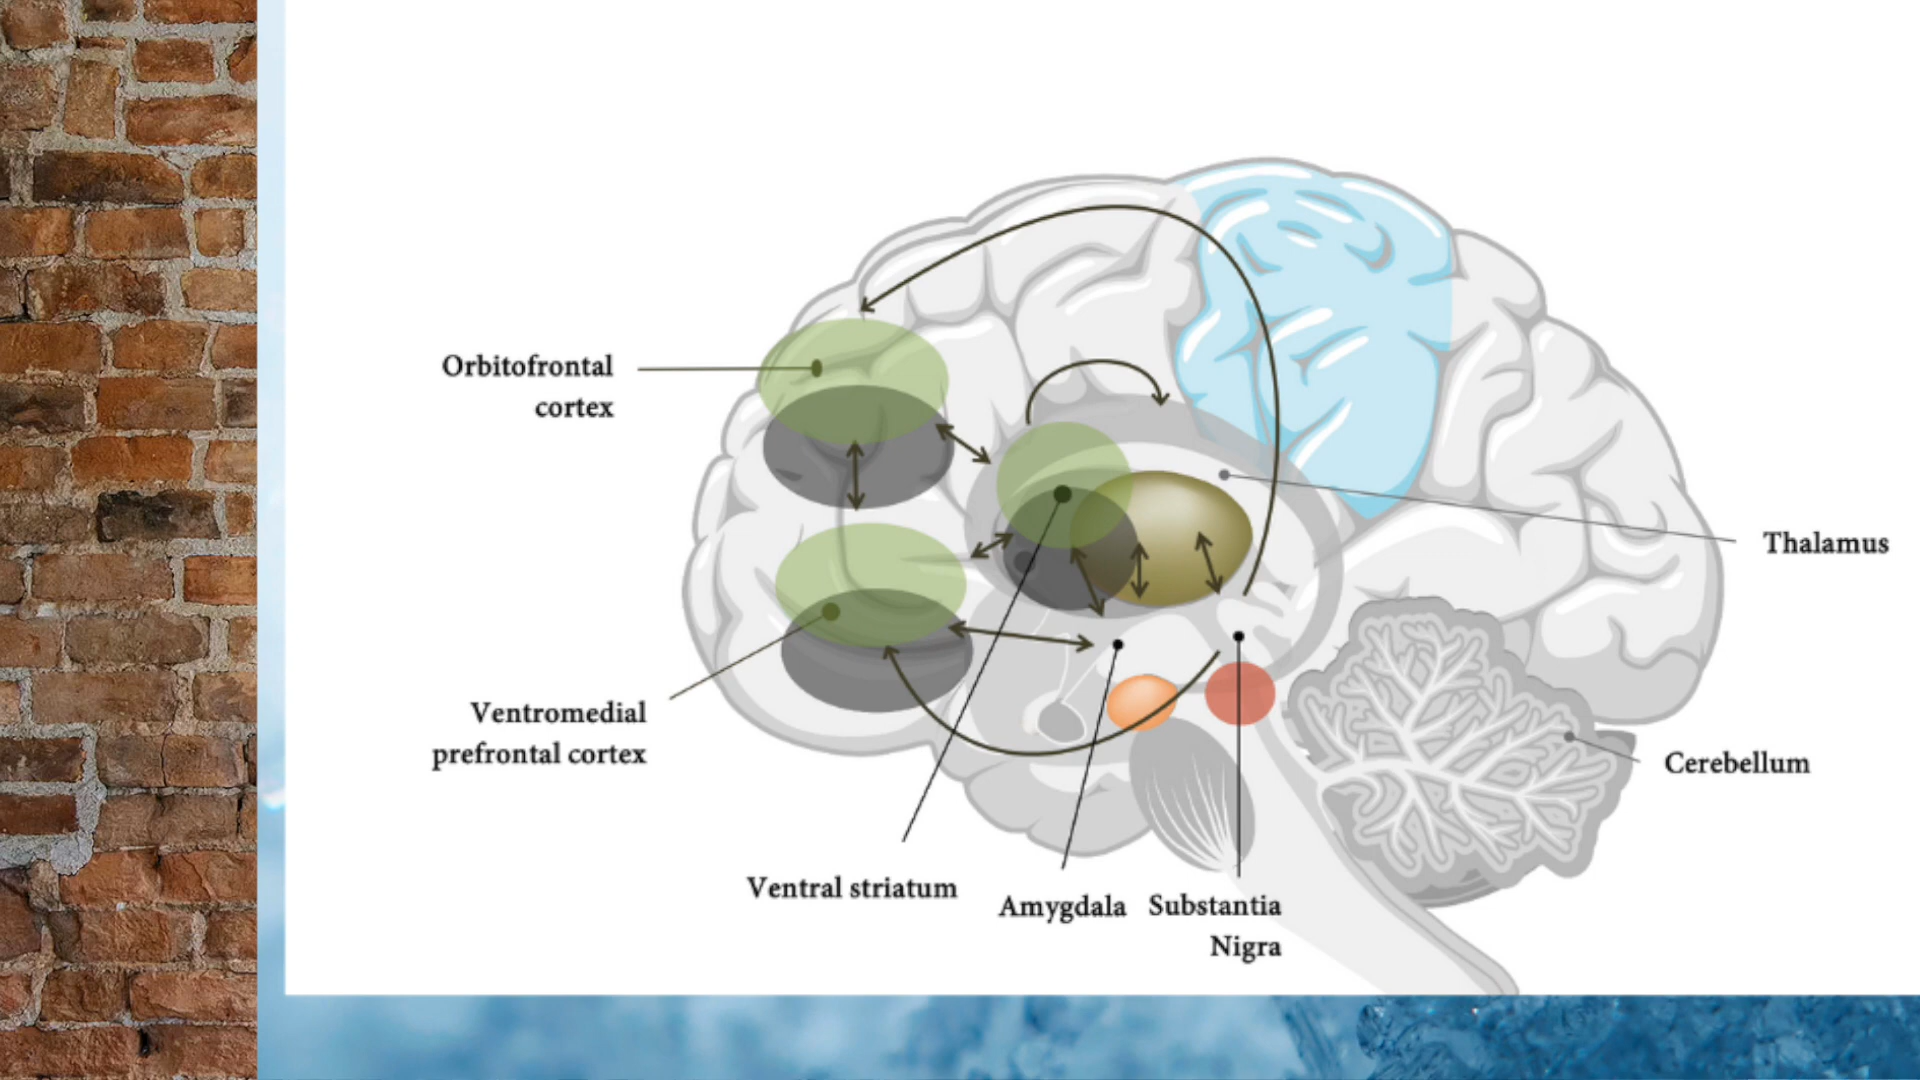 Orbitofrontal
cortex
Thalamus
Ventromedial
prefrontal cortex
Cerebellum
Ventral striatum
Amygdala
Substantia
Nigra